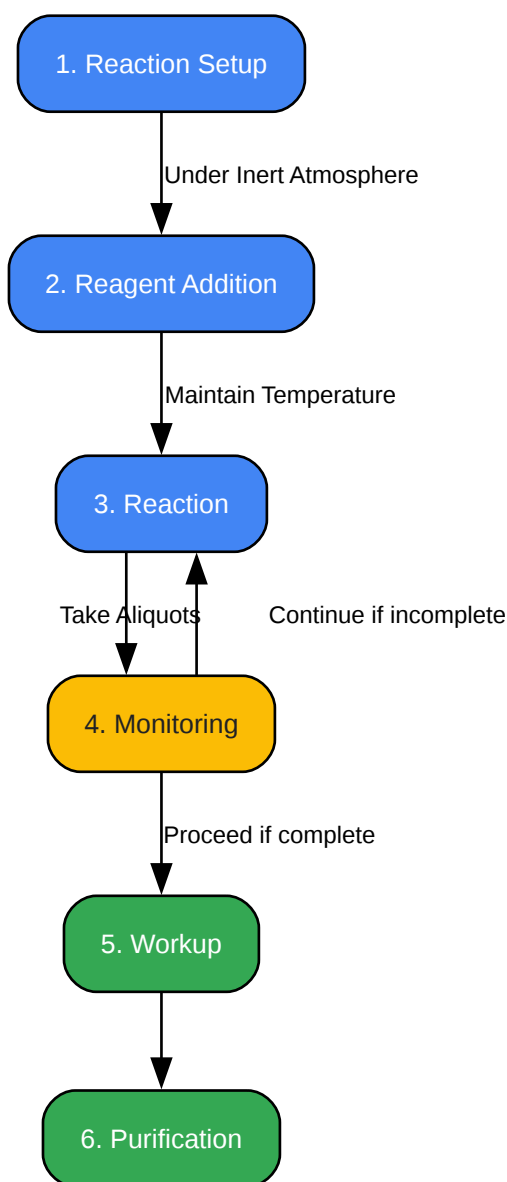 1. Reaction Setup
Under Inert Atmosphere
2. Reagent Addition
Maintain Temperature
3. Reaction
Take Aliquots
Continue if incomplete
4. Monitoring
Proceed if complete
5. Workup
6. Purification